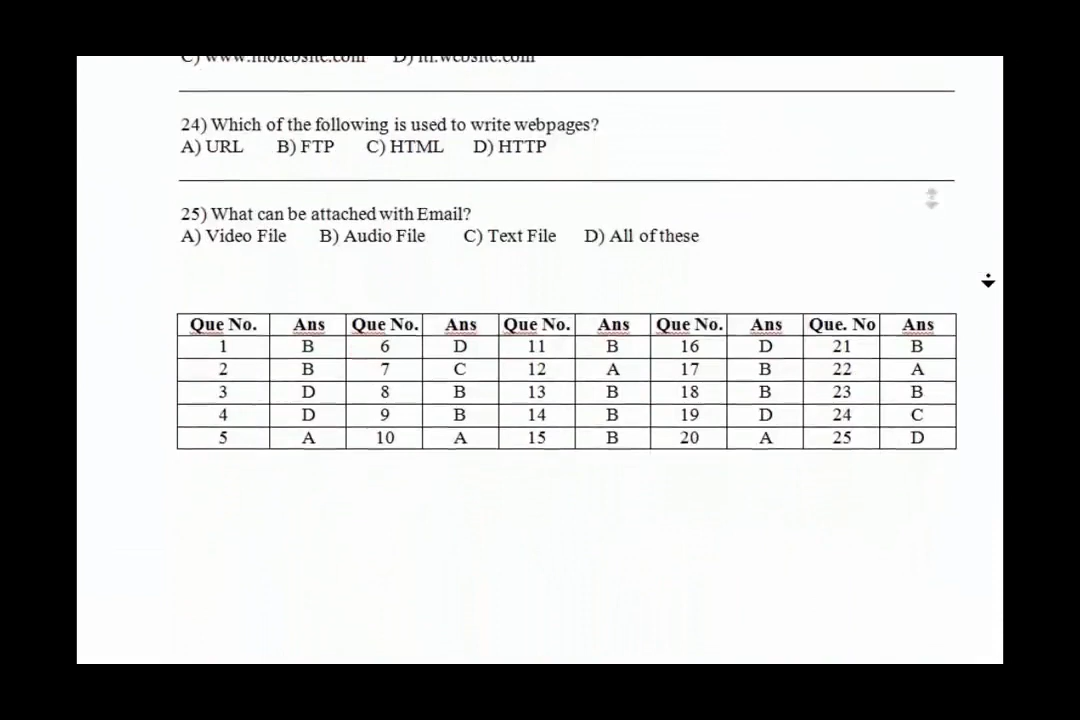 24) Which of the following is used to write webpages?
A) URL B) FTP C) HTML D) HTTP
25) What can be attached with Email?
A) Video File B) Audio File C) Text File D) All of these
Que No. Ans Que No. Ans Que No. Ans Que No. Ans Que. No Ans
1 B 6 D 11 B 16 D 21 B
2 B 7 C 12 A 17 B 22 A
3 D 8 B 13 B 18 B 23 B
4 D 9 B 14 B 19 D 24 C
5 A 10 A 15 B 20 A 25 D